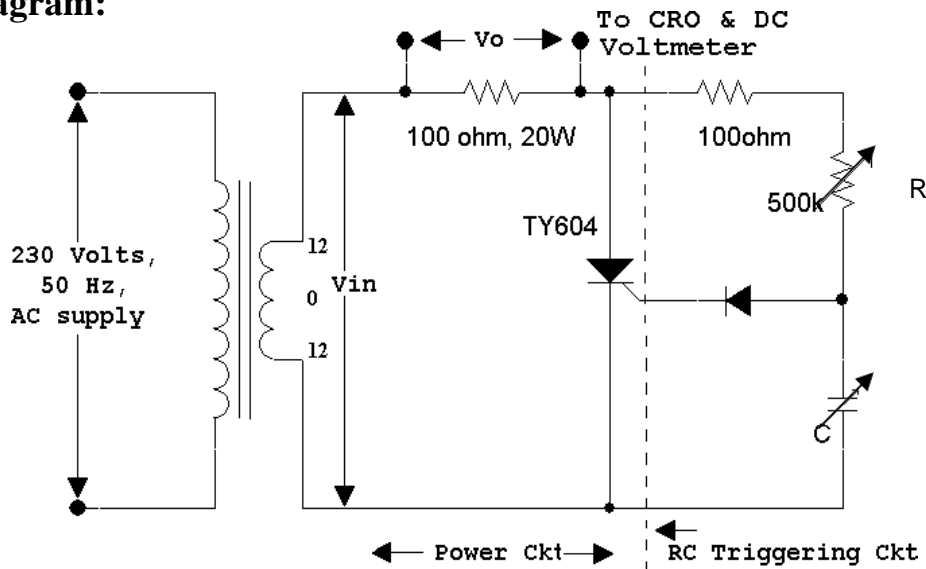 agram:
To CRO & DC
Voltmeter
Vo
100 ohm, 20W
100ohm
500k
R
TY604
230 Volts,
50 Hz,
AC supply
12
0
12
Vin
C
Power Ckt
RC Triggering Ckt